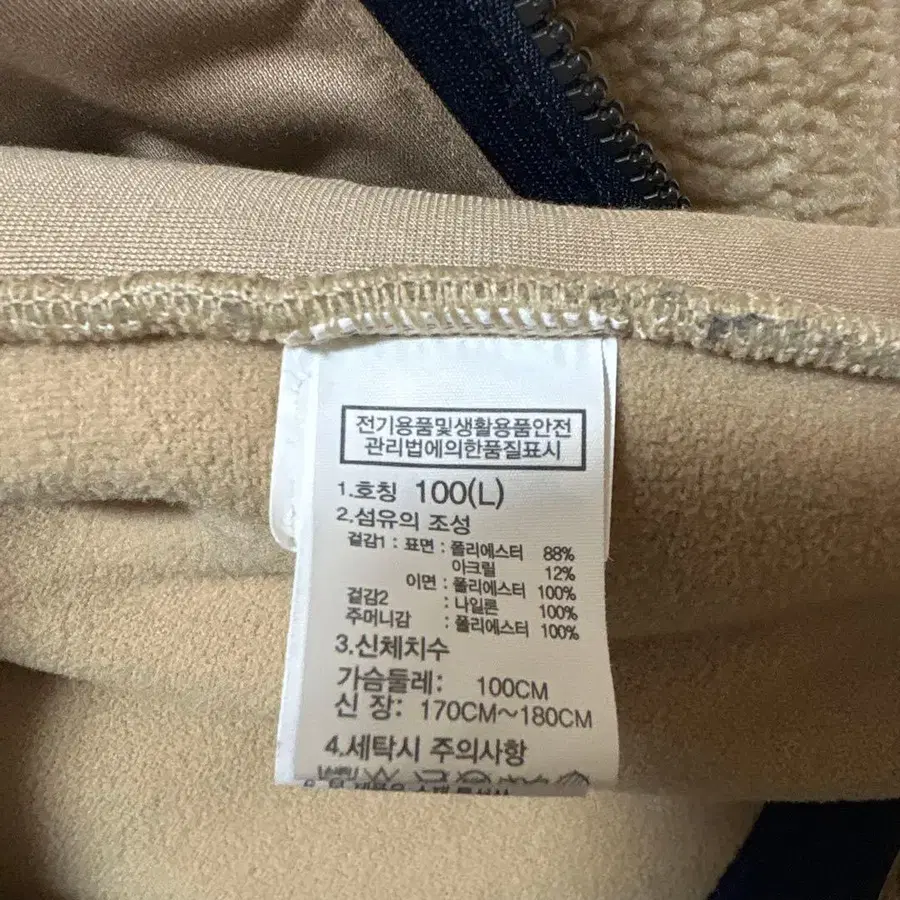 전기용품및생활용품안전
관리법에의한품질표시
1.호칭 100(L)
2.섬유의 조성
겉감1 : 표면 : 폴리에스터 88%
아크릴 12%
이면 : 폴리에스터 100%
겉감2 : 나일론 100%
주머니감 : 폴리에스터 100%
3.신체치수
가슴둘레: 100CM
신 장: 170CM~180CM
4.세탁시 주의사항